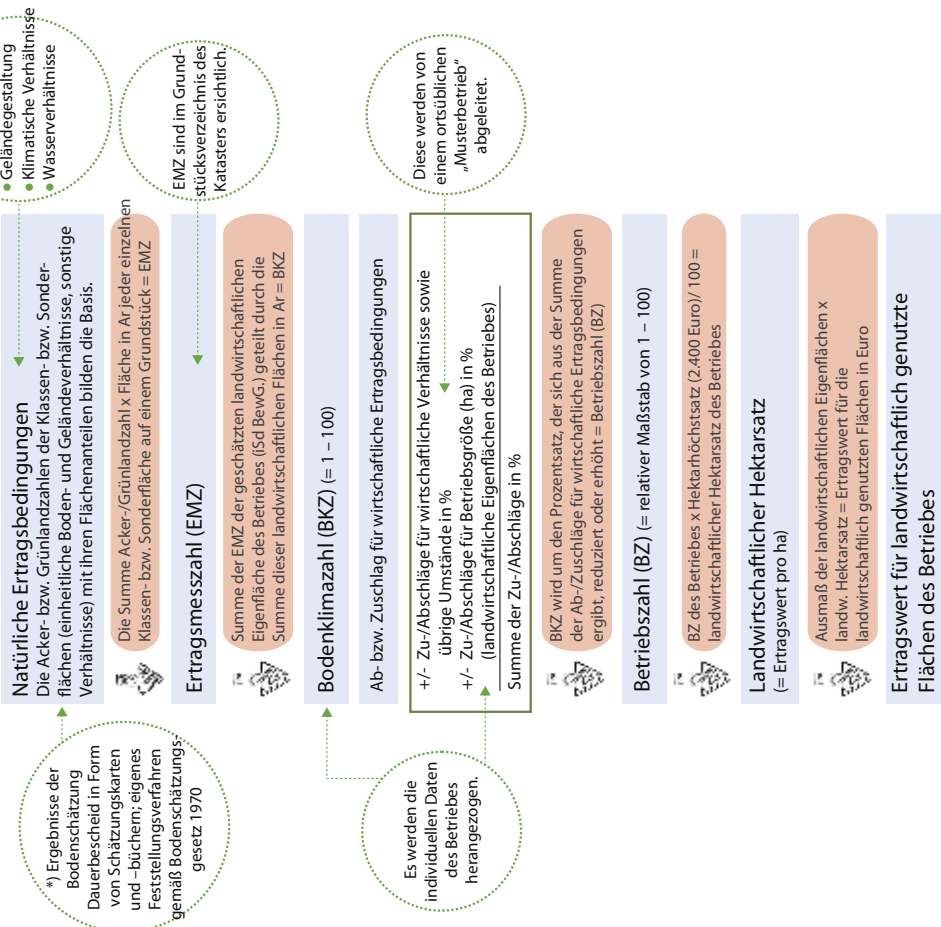 Geländegestaltung
Klimatische Verhältnisse
Wasserverhältnisse
Natürliche Ertragsbedingungen
Die Acker- bzw. Grünlandzahlen der Klassen- bzw. Sonder-
flächen (einheitliche Boden- und Geländeverhältnisse, sonstige
Verhältnisse) mit ihren Flächenanteilen bilden die Basis.
*) Ergebnisse der
Bodenschätzung
Dauerbescheid in Form
von Schätzungskarten
und –büchern; eigenes
Feststellungsverfahren
gemäß Bodenschätzungs-
gesetz 1970
Die Summe Acker-/Grünlandzahl x Fläche in Ar jeder einzelnen
Klassen- bzw. Sonderfläche auf einem Grundstück = EMZ
EMZ sind im Grund-
stücksverzeichnis des
Katasters ersichtlich.
Ertragsmesszahl (EMZ)
Summe der EMZ der geschätzten landwirtschaftlichen
Eigenfläche des Betriebes (iSd BewG.) geteilt durch die
Summe dieser landwirtschaftlichen Flächen in Ar = BKZ
Bodenklimazahl (BKZ) (= 1 – 100)
Ab- bzw. Zuschlag für wirtschaftliche Ertragsbedingungen
Es werden die
individuellen Daten
des Betriebes
herangezogen.
+/- Zu-/Abschläge für wirtschaftliche Verhältnisse sowie
übrige Umstände in %
+/- Zu-/Abschläge für Betriebsgröße (ha) in %
(landwirtschaftliche Eigenflächen des Betriebes)
Summe der Zu-/Abschläge in %
Diese werden von
einem ortsüblichen
„Musterbetrieb“
abgeleitet.
BKZ wird um den Prozentsatz, der sich aus der Summe
der Ab-/Zuschläge für wirtschaftliche Ertragsbedingungen
ergibt, reduziert oder erhöht = Betriebszahl (BZ)
Betriebszahl (BZ) (= relativer Maßstab von 1 – 100)
BZ des Betriebes x Hektarhöchstsatz (2.400 Euro)/ 100 =
landwirtschaftlicher Hektarsatz des Betriebes
Landwirtschaftlicher Hektarsatz
(= Ertragswert pro ha)
Ausmaß der landwirtschaftlichen Eigenflächen x
landw. Hektarsatz = Ertragswert für die
landwirtschaftlich genutzten Flächen in Euro
Ertragswert für landwirtschaftlich genutzte
Flächen des Betriebes